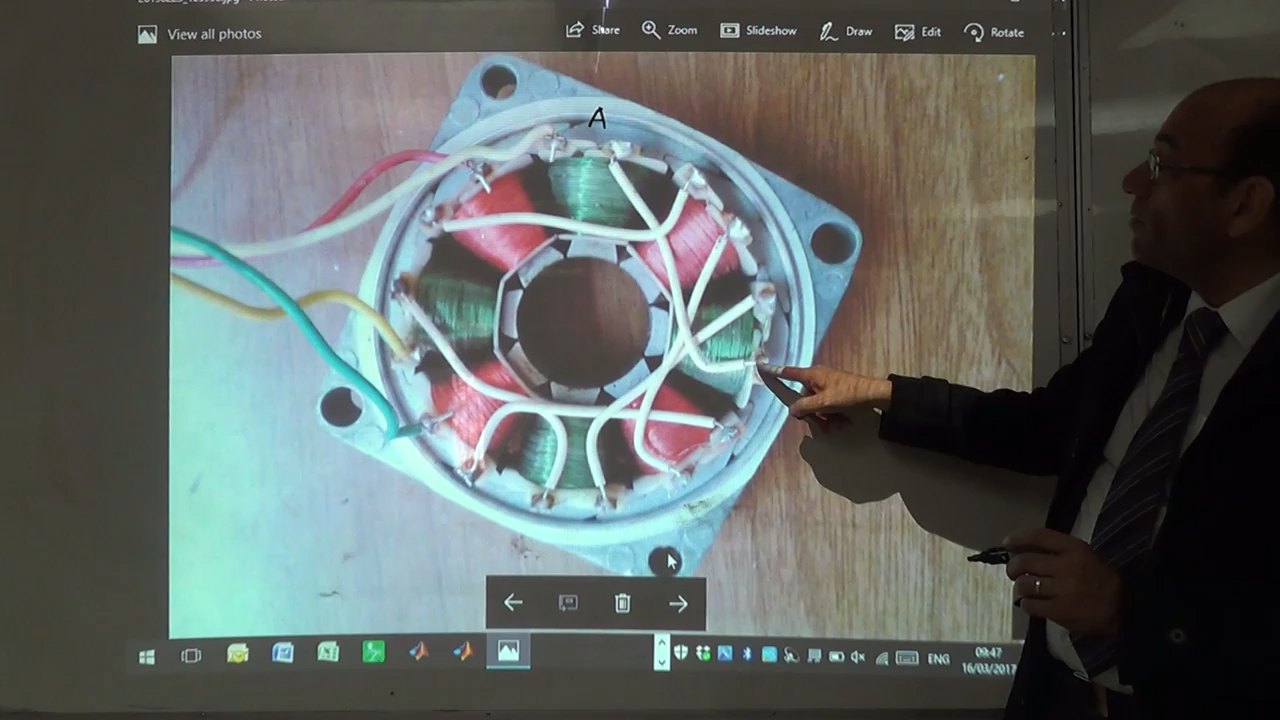 View all photos
Share
Zoom
Slideshow
Draw
Edit
Rotate
A
ENG
09:47
16/03/2017